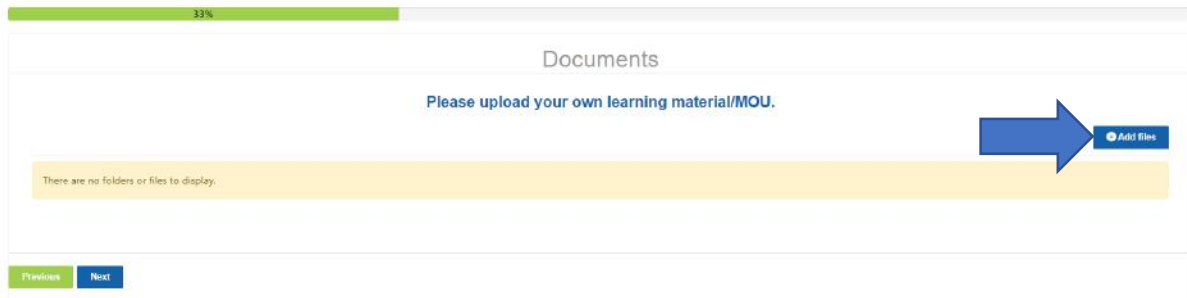 33%
Documents
Please upload your own learning material/MOU.
Add files
There are no folders or files to display.
Previous Next